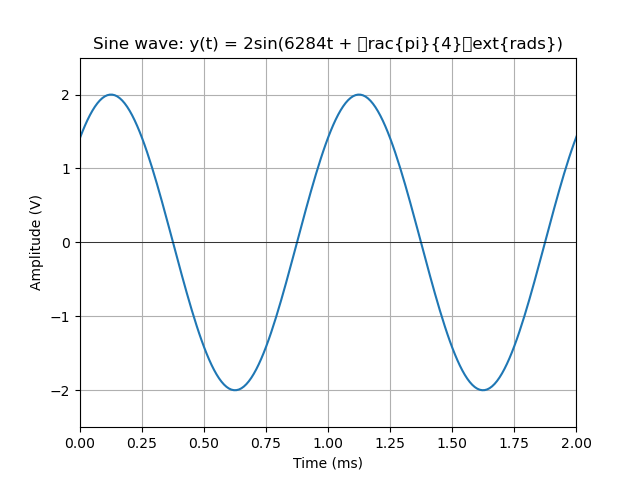 Sine wave: y(t) = 2sin(6284t + ▯rac{pi}{4}▯ext{rads})
2
1
0
−1
−2
Amplitude (V)
0.00 0.25 0.50 0.75 1.00 1.25 1.50 1.75 2.00
Time (ms)